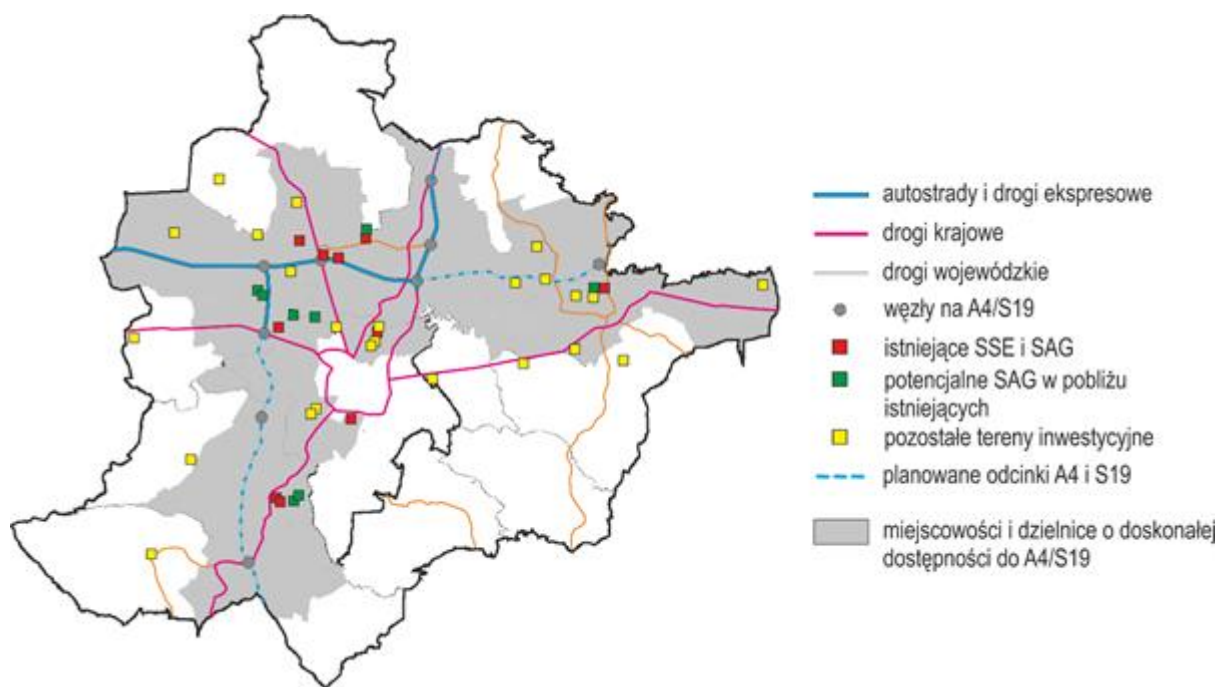 autostrady i drogi ekspresowe
drogi krajowe
drogi wojewódzkie
węzły na A4/S19
istniejące SSE i SAG
potencjalne SAG w pobliżu
istniejących
pozostałe tereny inwestycyjne
planowane odcinki A4 i S19
miejscowości i dzielnice o doskonałej
dostępności do A4/S19